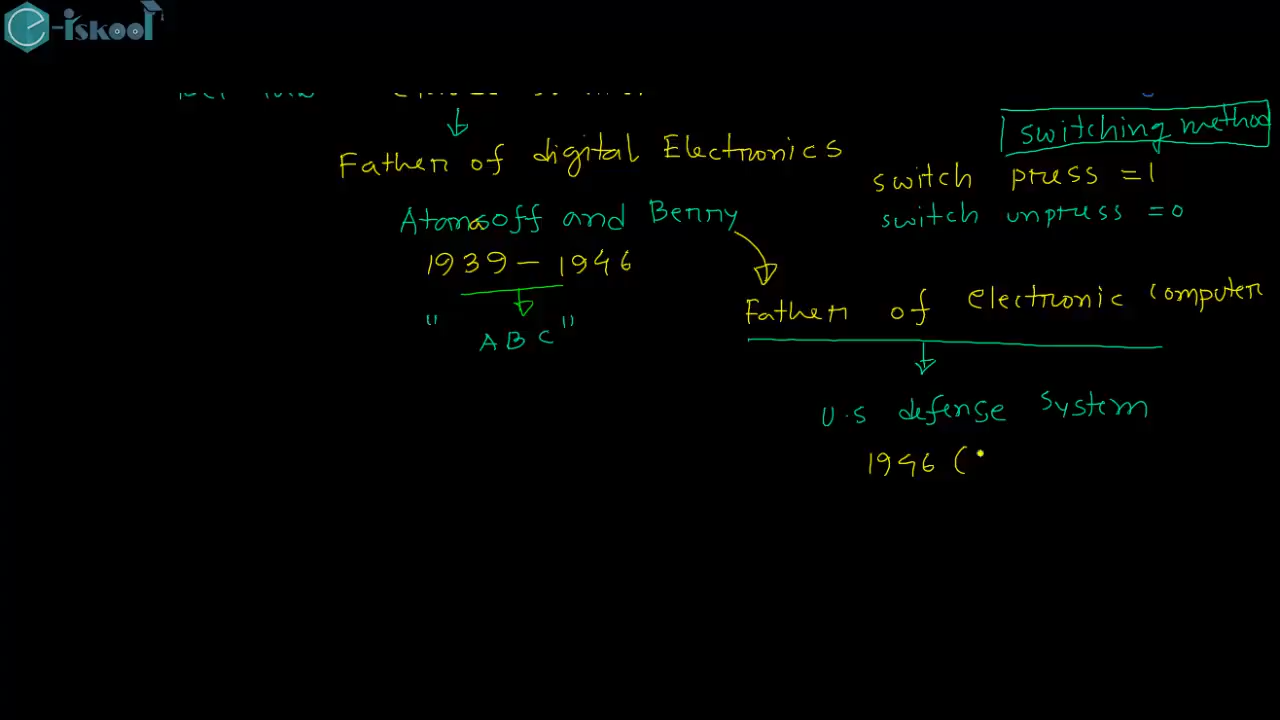 e-iskool
switching method
Father of digital Electronics
switch press =1
Atanasoff and Berry
switch unpress =0
1939 - 1946
Father of electronic computer
" ABC "
U.S defense system
1946 (